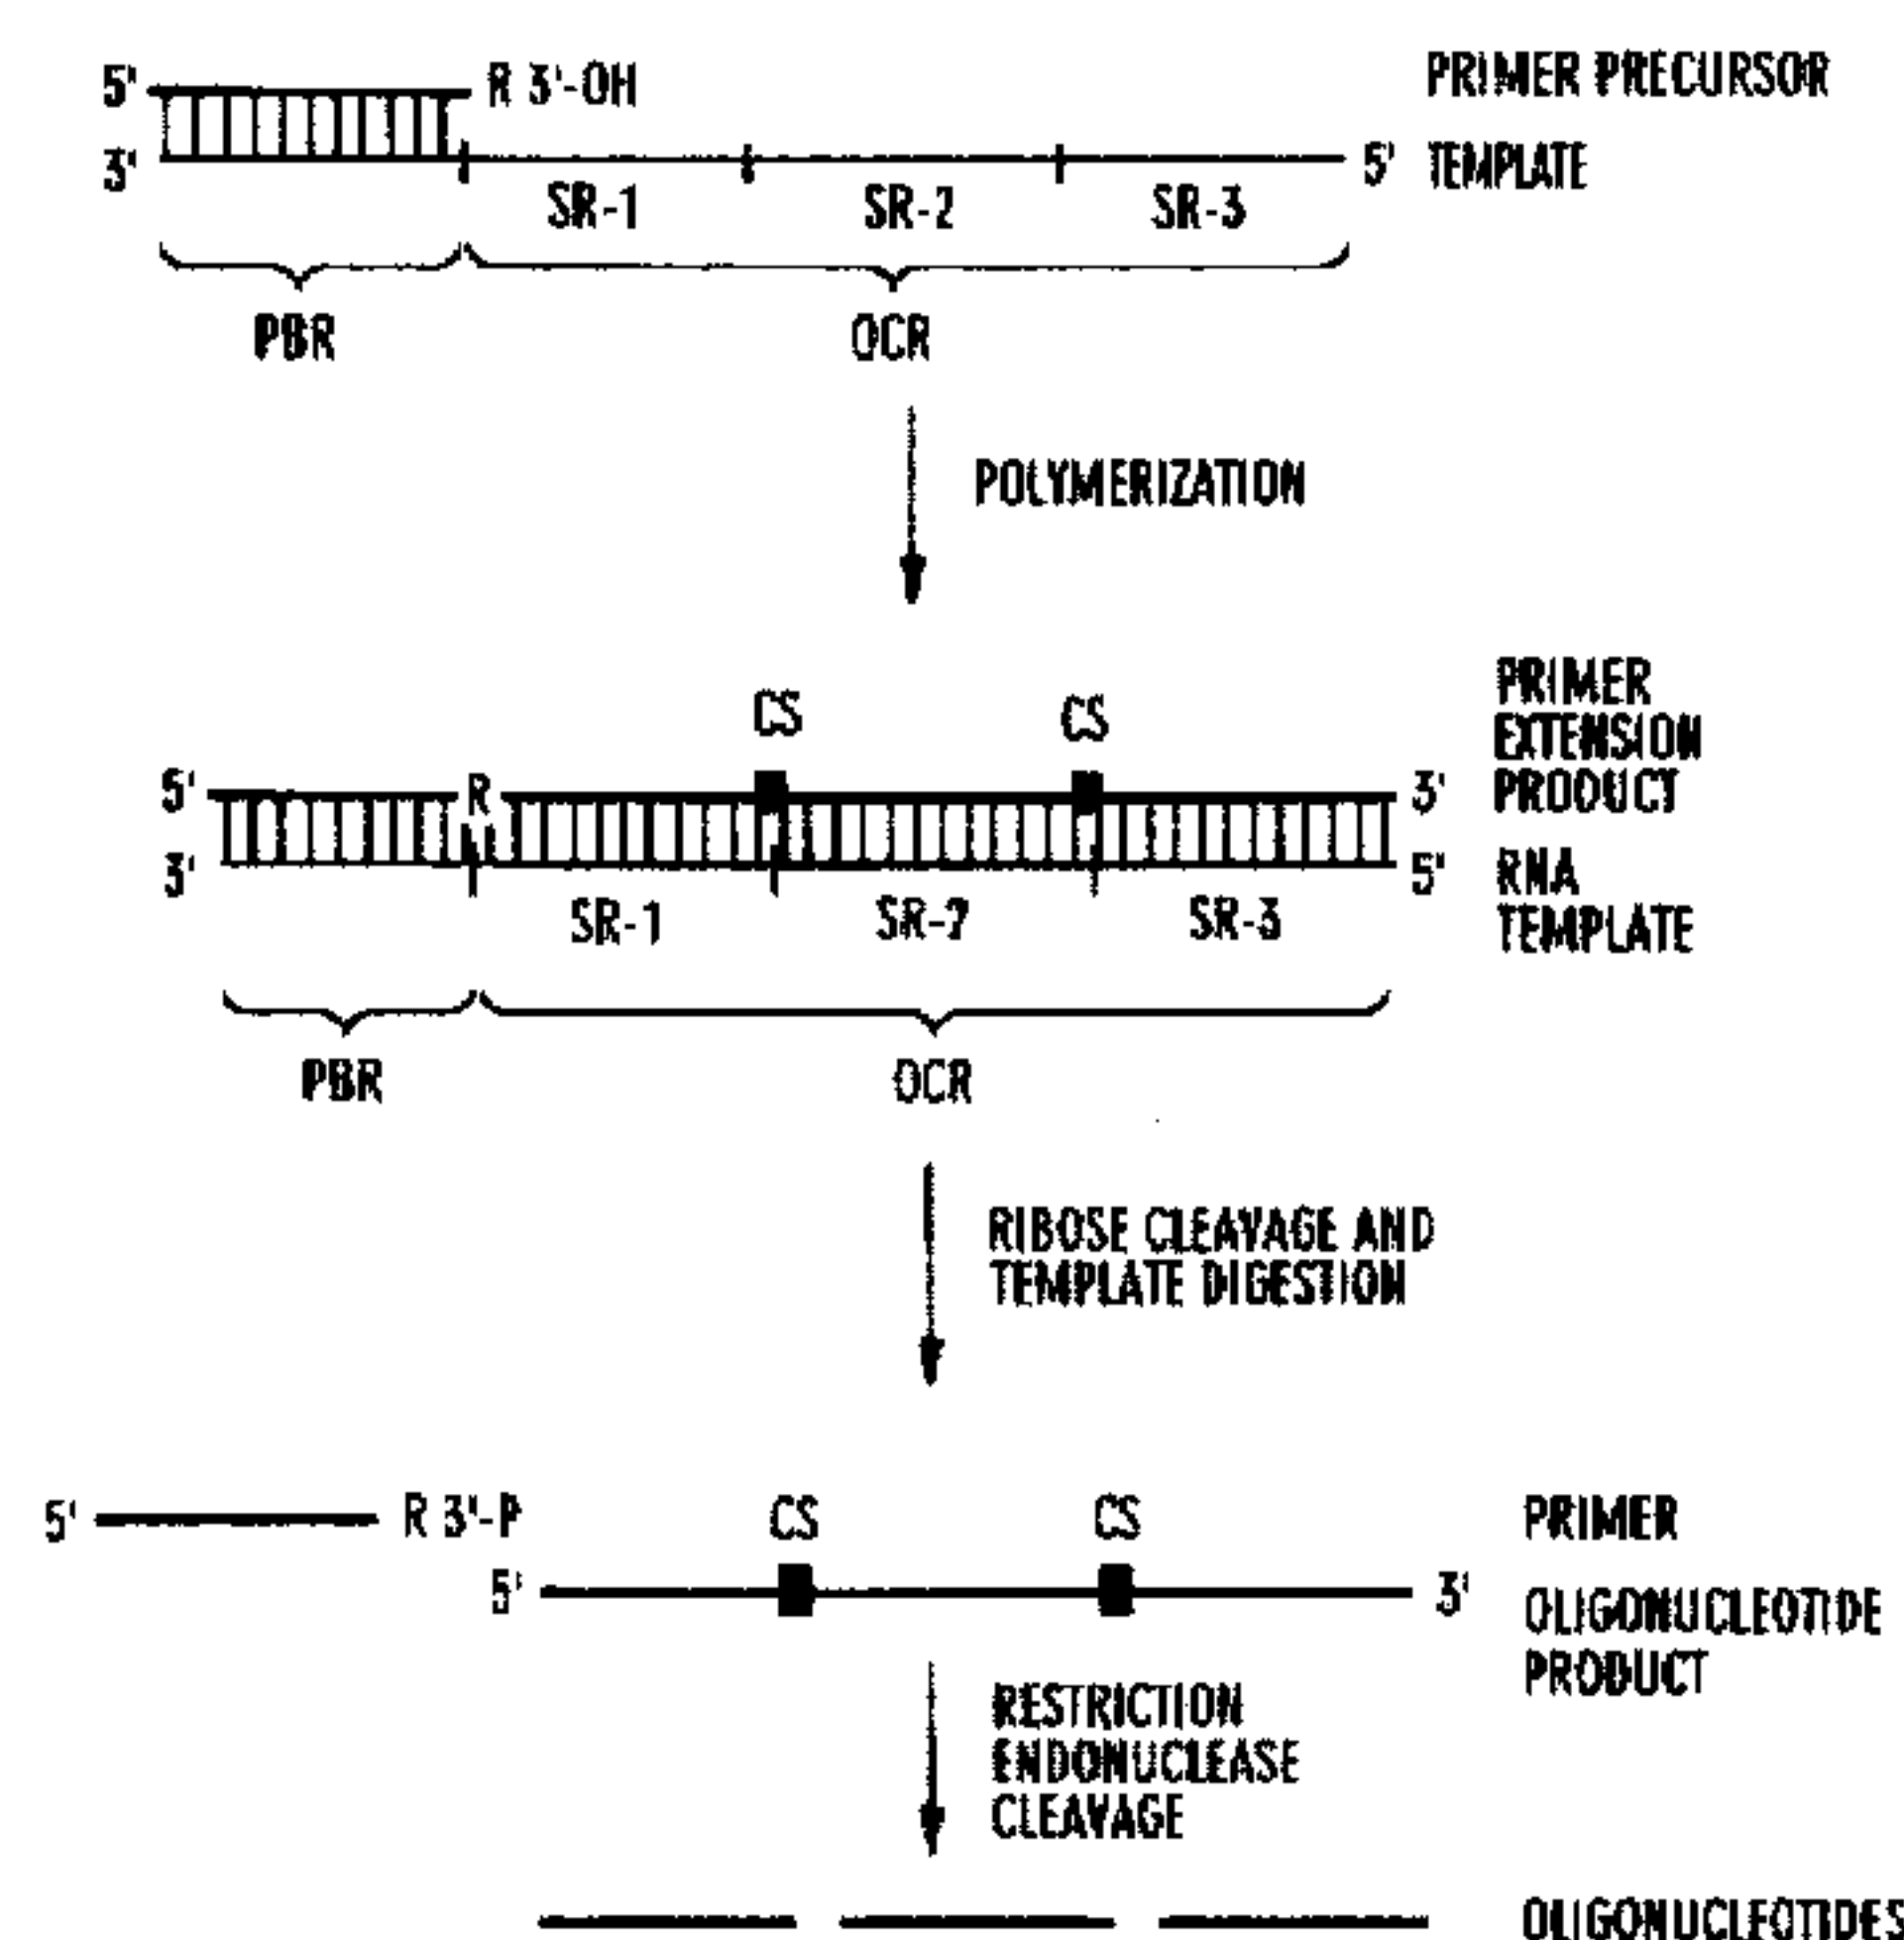 5' R 3'-OH PRIMER PRECURSOR
3' 5' TEMPLATE
SR-1 SR-2 SR-3
PBR OCR
POLYMERIZATION
CS CS
PRIMER
EXTENSION
PRODUCT
5' R 3'
3' 5'
RNA
TEMPLATE
SR-1 SR-2 SR-3
PBR OCR
RIBOSE CLEAVAGE AND
TEMPLATE DIGESTION
5' R 3'-P CS CS PRIMER
5' 3' OLIGONUCLEOTIDE
PRODUCT
RESTRICTION
ENDONUCLEASE
CLEAVAGE
OLIGONUCLEOTIDES